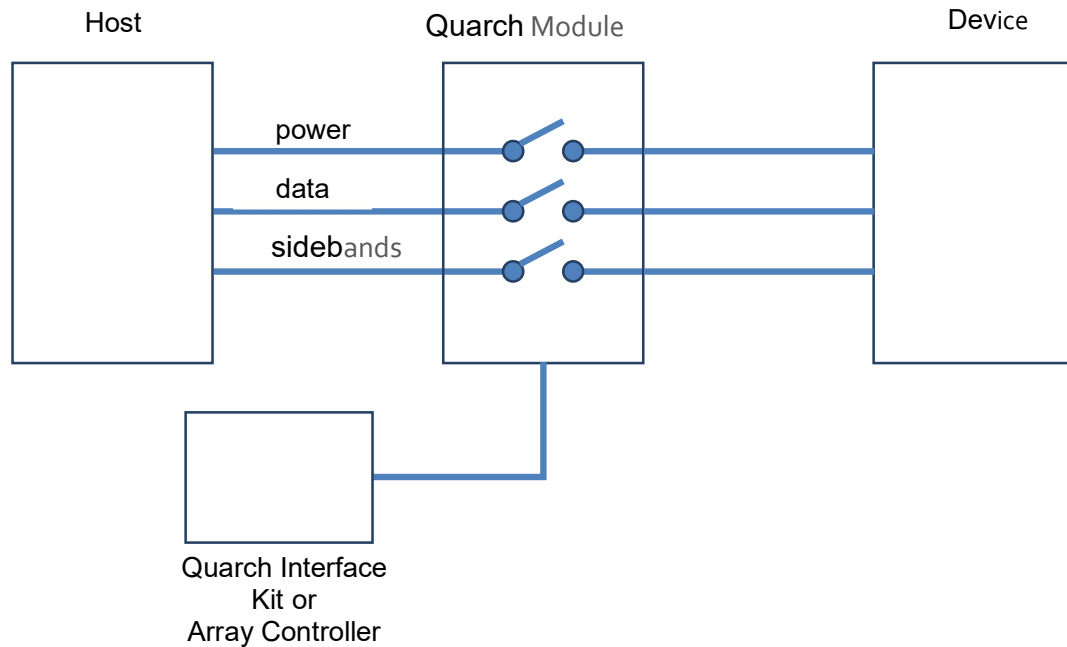 Host
Quarch Module
Device
power
data
sidebands
Quarch Interface
Kit or
Array Controller